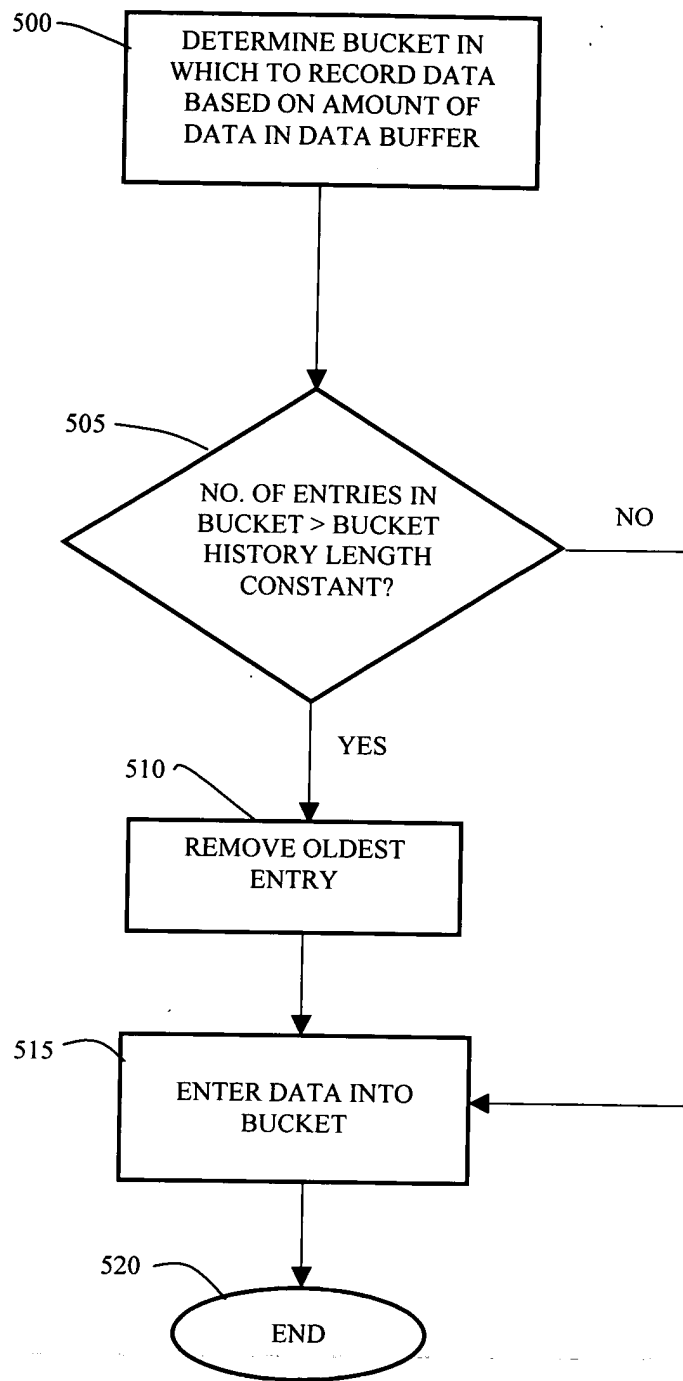 500
DETERMINE BUCKET IN
WHICH TO RECORD DATA
BASED ON AMOUNT OF
DATA IN DATA BUFFER
505
NO. OF ENTRIES IN
BUCKET > BUCKET
HISTORY LENGTH
CONSTANT?
NO
YES
510
REMOVE OLDEST
ENTRY
515
ENTER DATA INTO
BUCKET
520
END